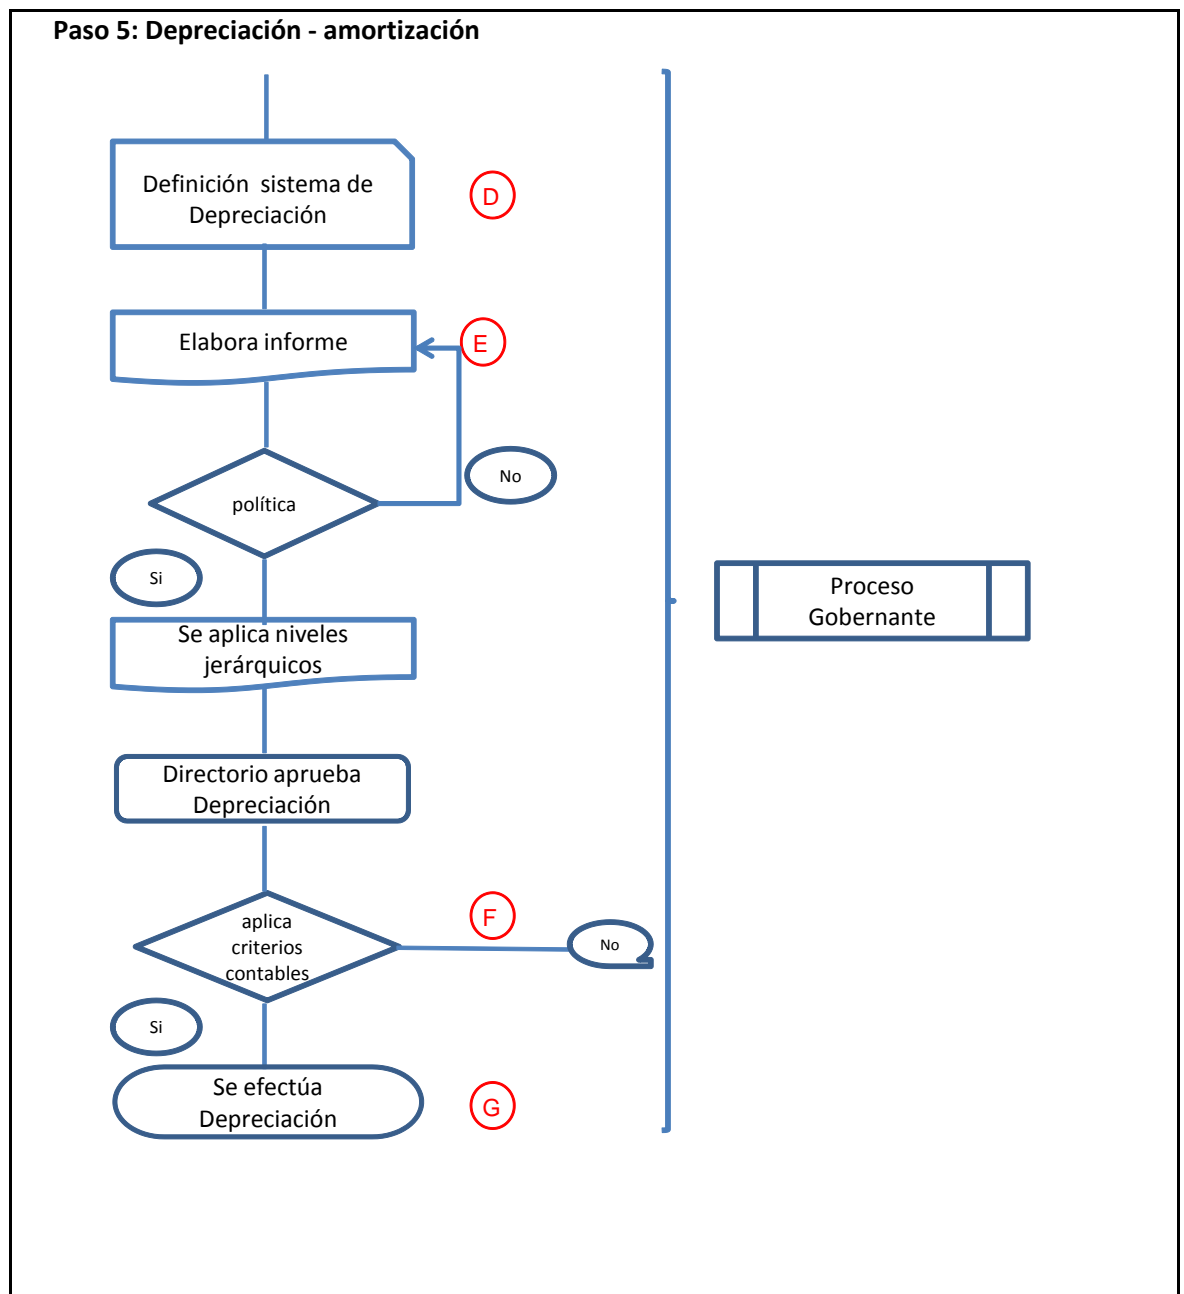 Paso 5: Depreciación - amortización
Definición sistema de
Depreciación
D
Elabora informe
E
No
política
Si
Proceso
Gobernante
Se aplica niveles
jerárquicos
Directorio aprueba
Depreciación
F
aplica
criterios
contables
No
Si
Se efectúa
Depreciación
G